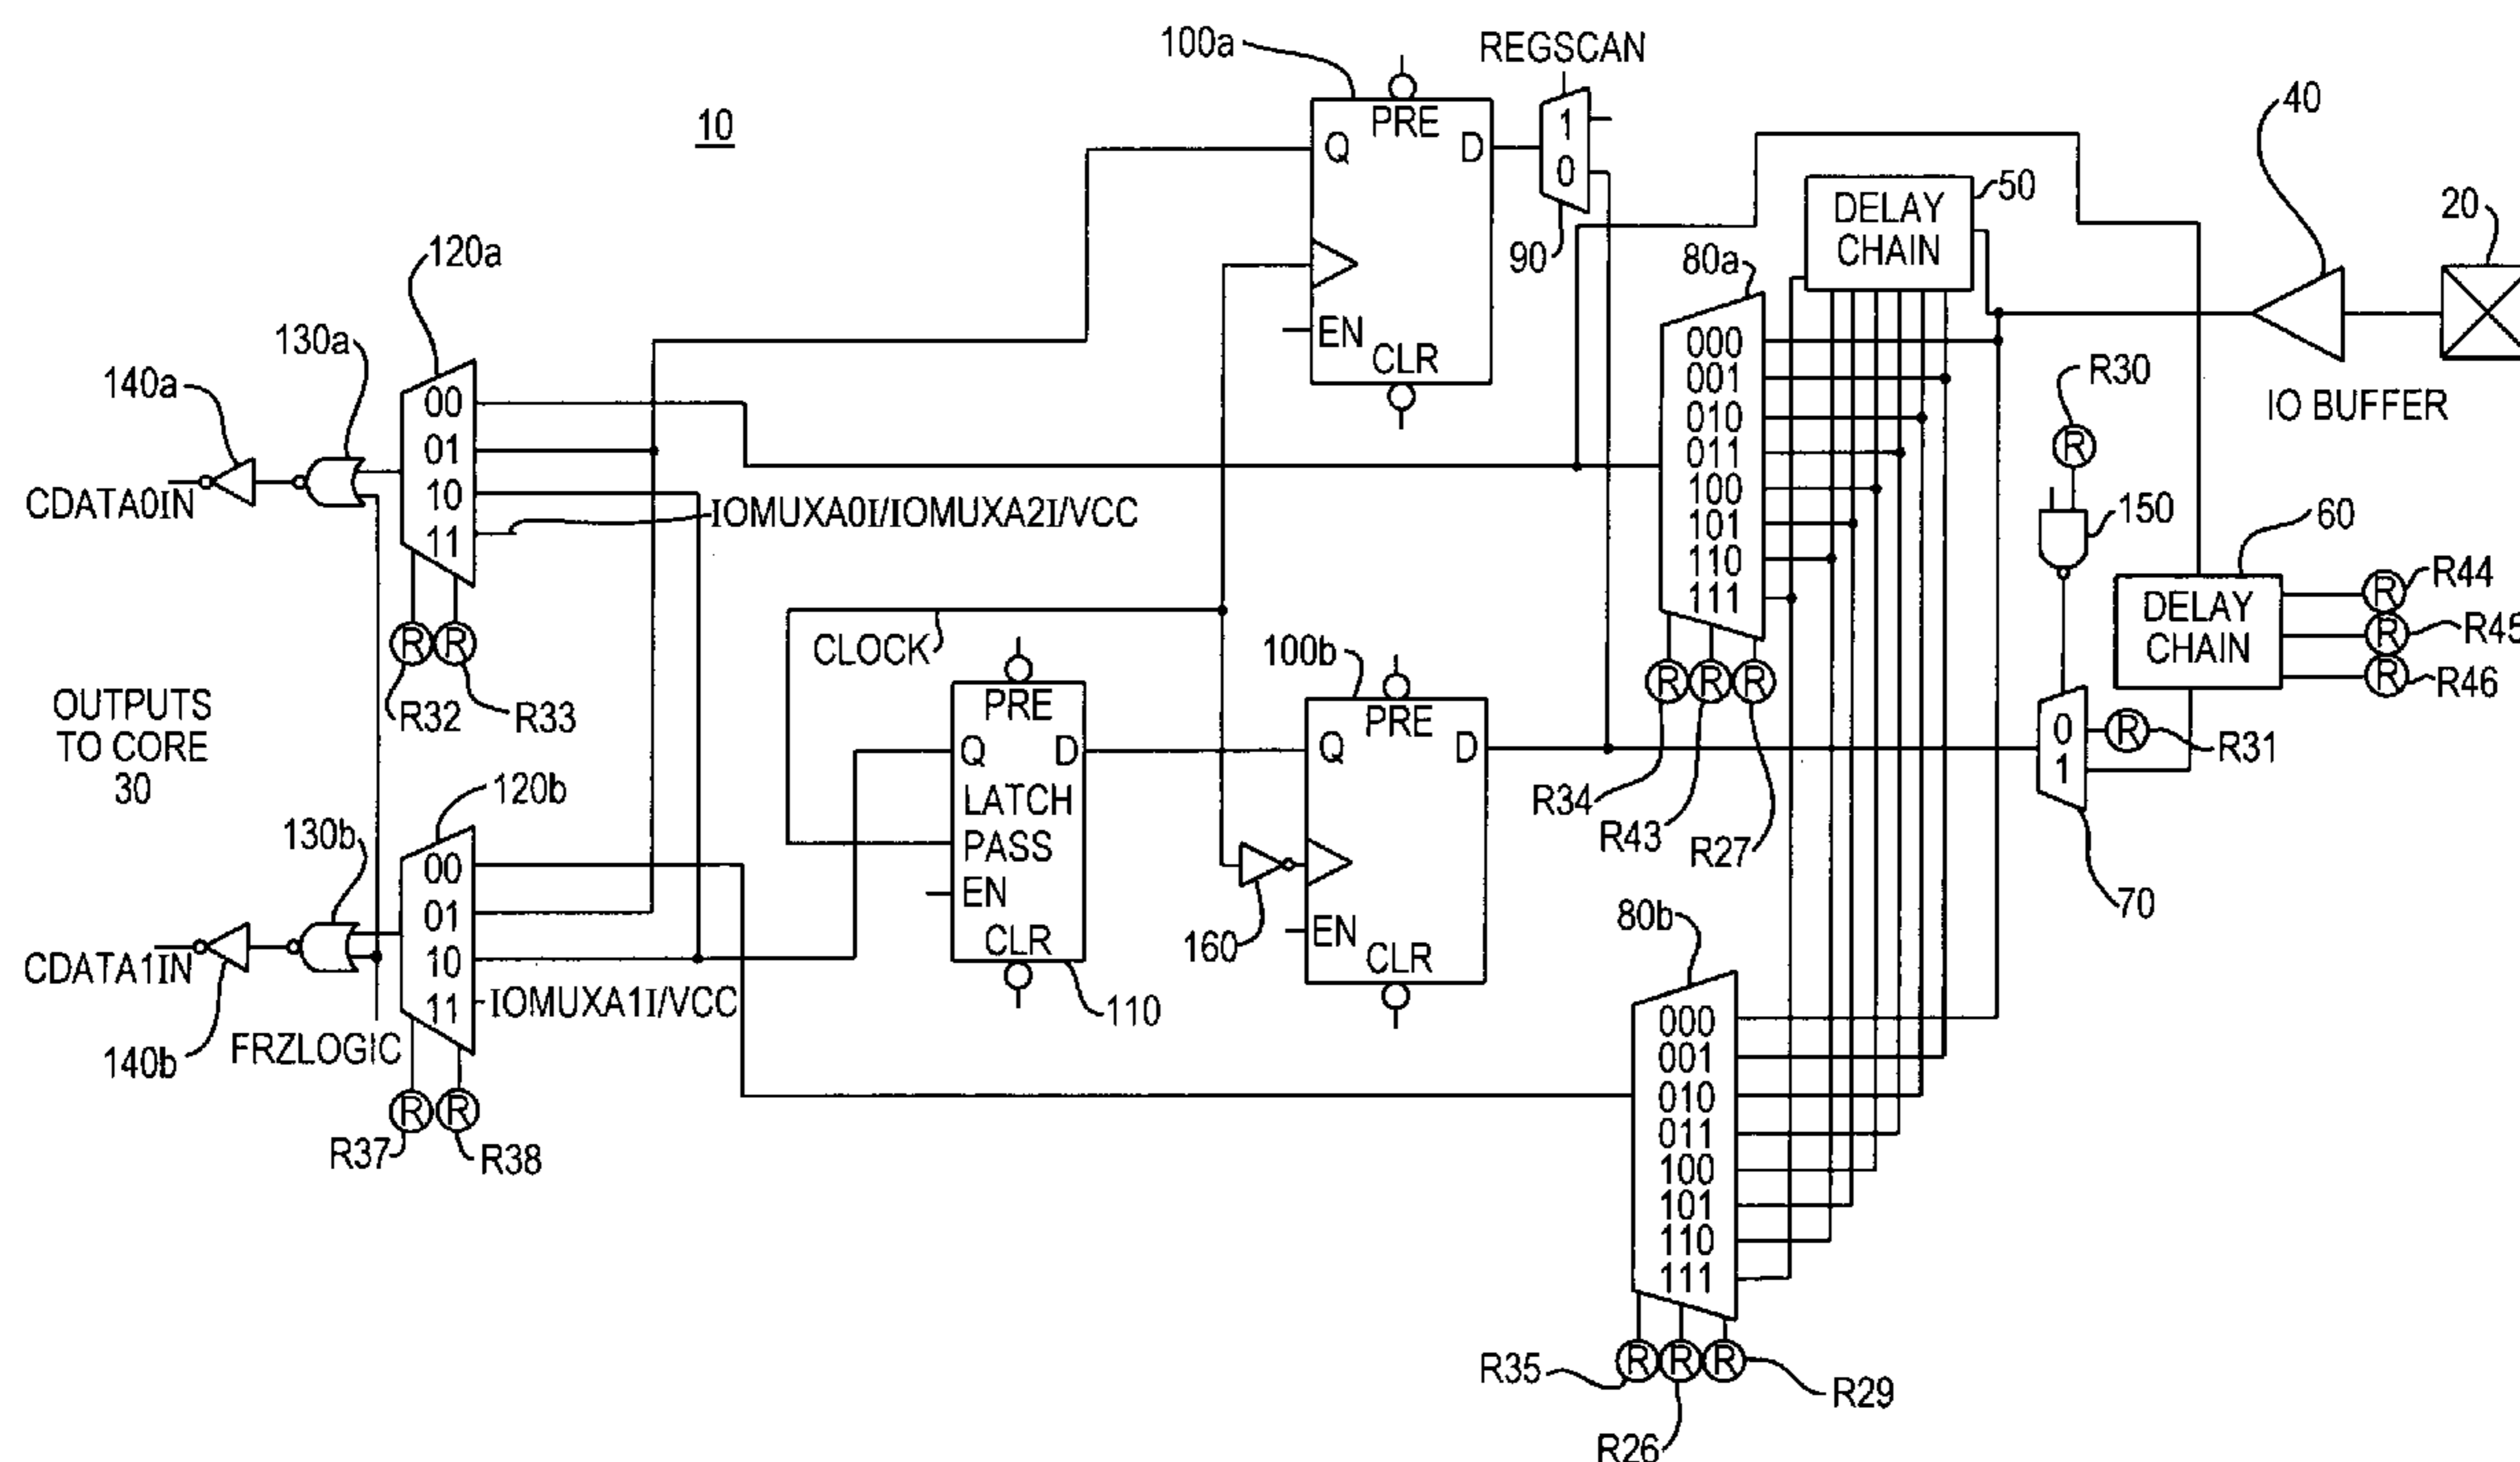 10
100a
REGSCAN
PRE
Q
D
EN
CLR
1
0
90
DELAY
CHAIN
50
40
20
IO BUFFER
120a
130a
140a
CDATA0IN
00
01
10
11
IOMUXA0I/IOMUXA2I/VCC
R
R
R32
R33
80a
000
001
010
011
100
101
110
111
R
R
R
R34
R43
R27
R30
R
150
60
DELAY
CHAIN
R
R44
R
R45
R
R46
0
1
R
R31
70
CLOCK
OUTPUTS
TO CORE
30
PRE
Q
D
LATCH
PASS
EN
CLR
110
100b
PRE
Q
D
EN
CLR
160
120b
130b
140b
CDATA1IN
00
01
10
11
IOMUXA1I/VCC
FRZLOGIC
R
R
R37
R38
80b
000
001
010
011
100
101
110
111
R
R
R
R35
R26
R29